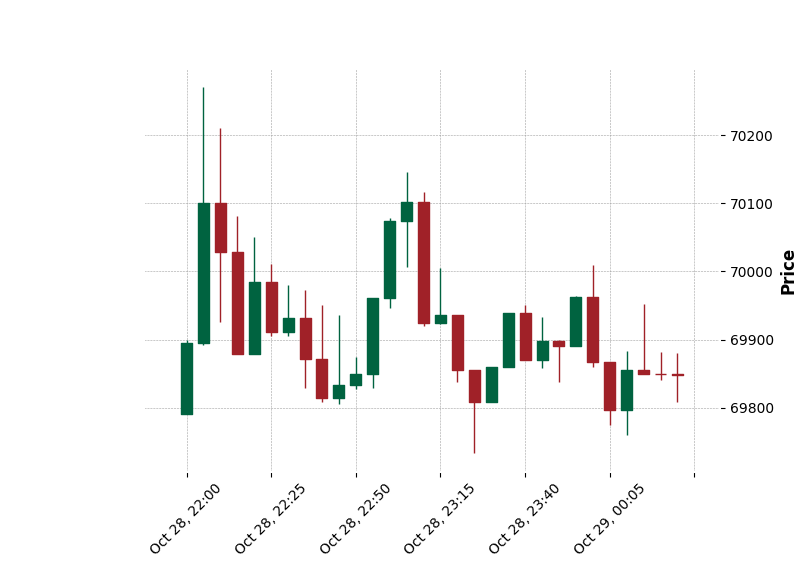 70200
70100
70000
69900
69800
Price
Oct 28, 22:00
Oct 28, 22:25
Oct 28, 22:50
Oct 28, 23:15
Oct 28, 23:40
Oct 29, 00:05